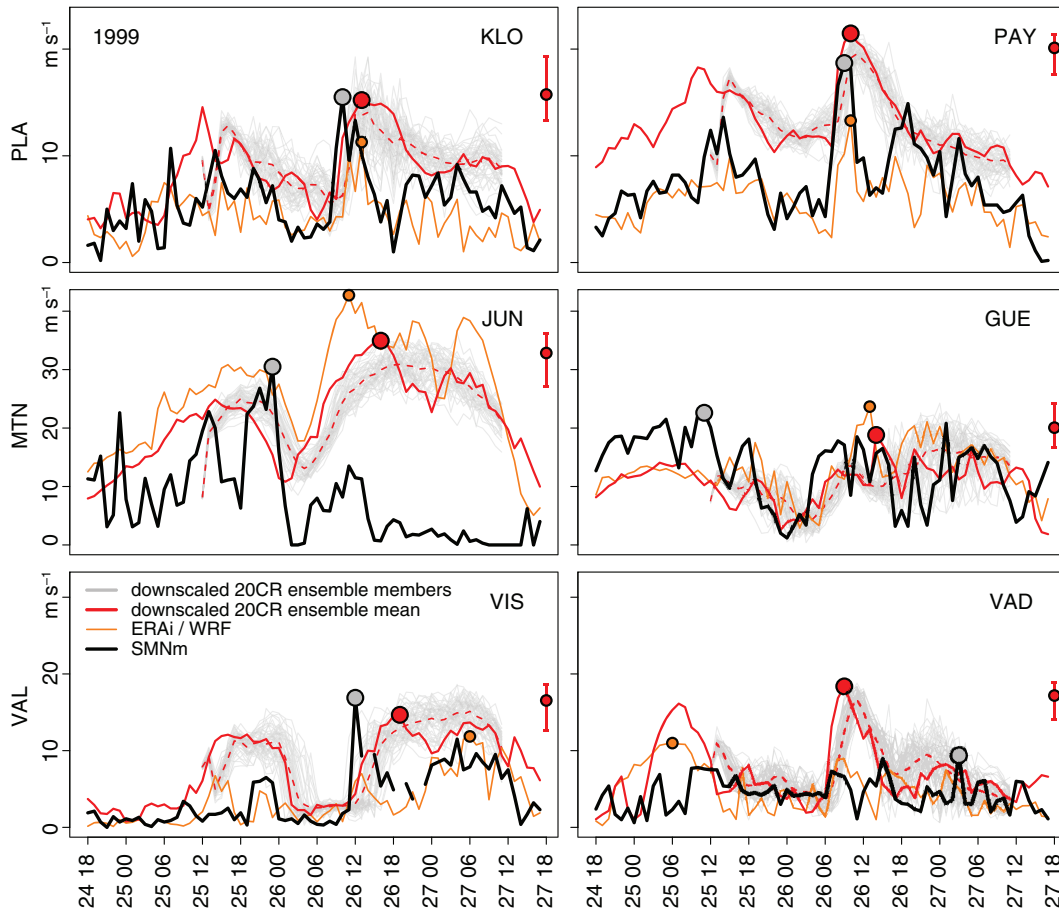 1999
KLO
PAY
m s⁻¹
PLA
10
0
JUN
GUE
m s⁻¹
MTN
30
20
10
0
VIS
VAD
downscaled 20CR ensemble members
downscaled 20CR ensemble mean
ERAi / WRF
SMNm
m s⁻¹
VAL
20
10
0
24 18
25 00
25 06
25 12
25 18
26 00
26 06
26 12
26 18
27 00
27 06
27 12
27 18
24 18
25 00
25 06
25 12
25 18
26 00
26 06
26 12
26 18
27 00
27 06
27 12
27 18